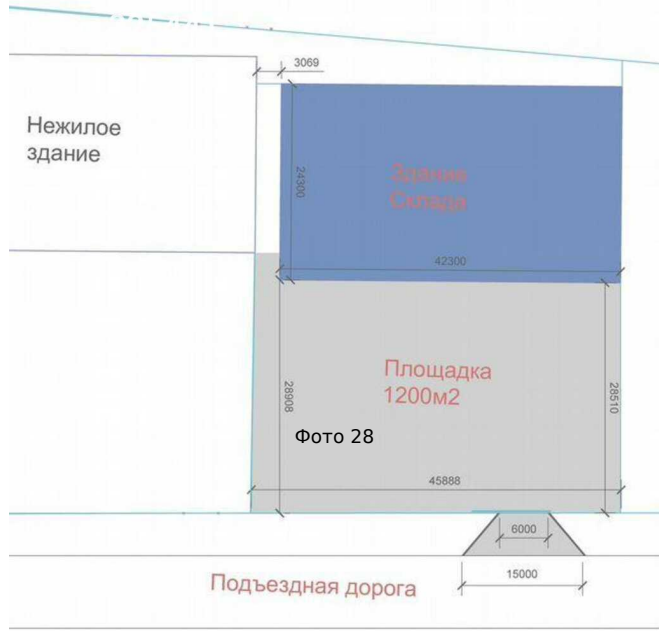 3069
Нежилое
здание
24300
Здание
Склада
42300
Площадка
1200м2
28908
28510
Фото 28
45888
6000
15000
Подъездная дорога